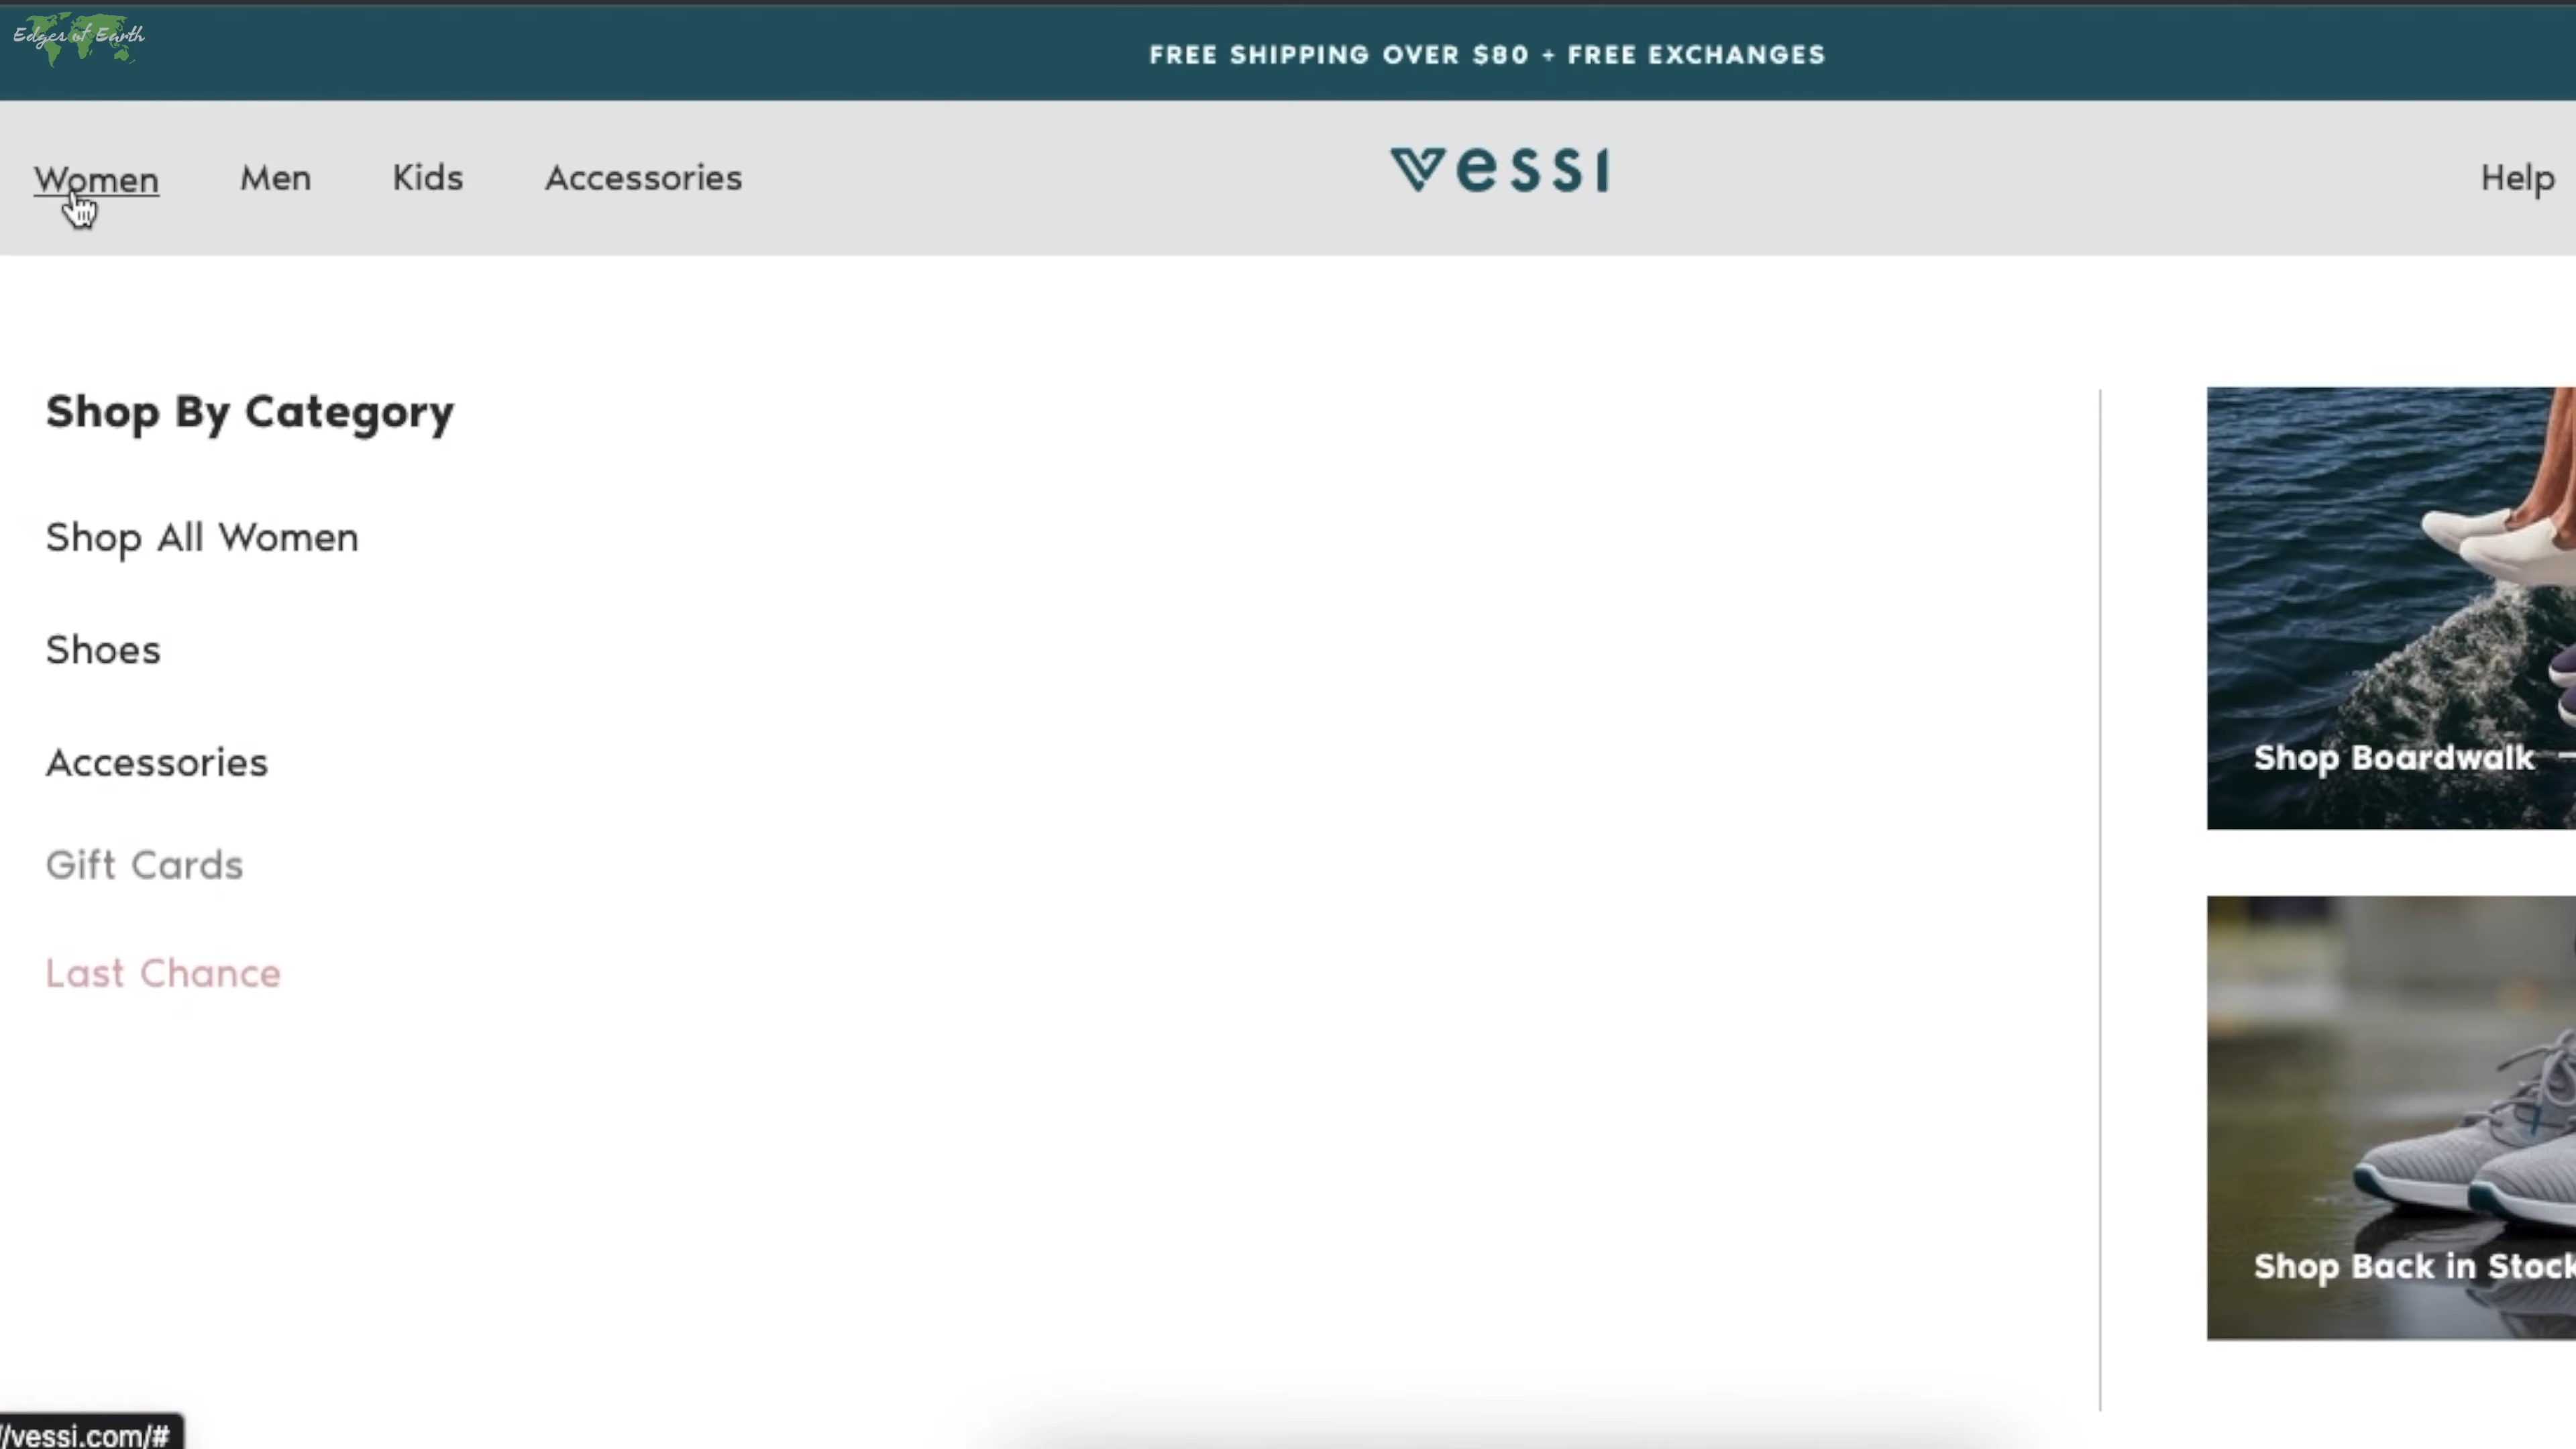 Edges of Earth
FREE SHIPPING OVER $80 + FREE EXCHANGES
Women
Men
Kids
Accessories
vessi
Help
Shop By Category
Shop All Women
Shoes
Accessories
Gift Cards
Last Chance
Shop Boardwalk
Shop Back in Stock
//vessi.com/#